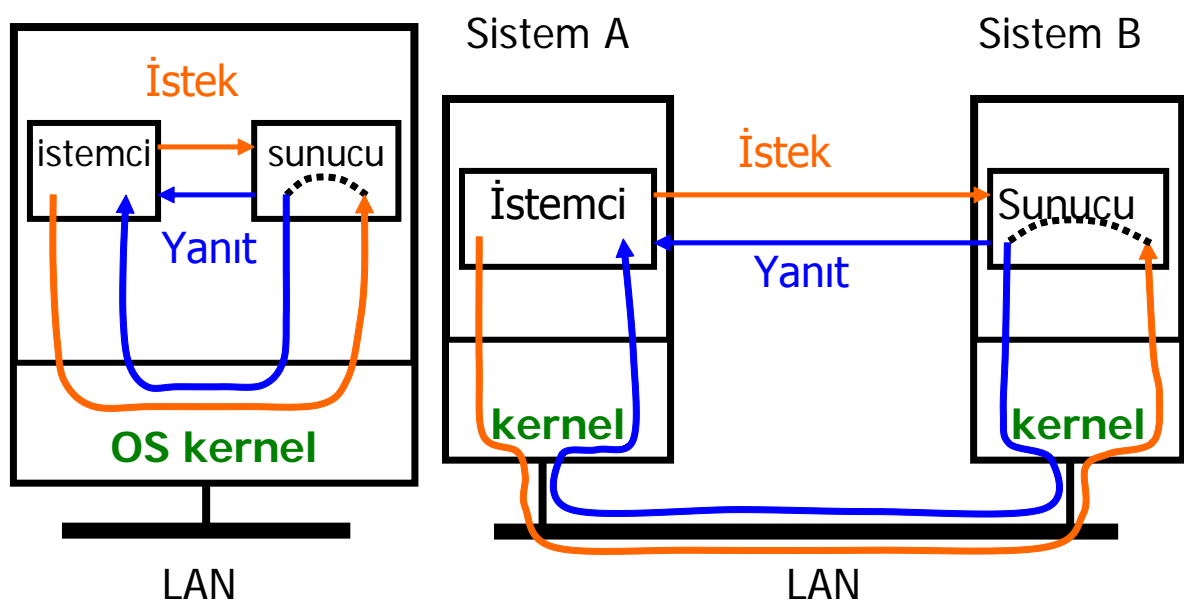 Sistem A
Sistem B
İstek
istemci
sunucu
Yanıt
OS kernel
LAN
İstek
İstemci
Sunucu
Yanıt
kernel
kernel
LAN